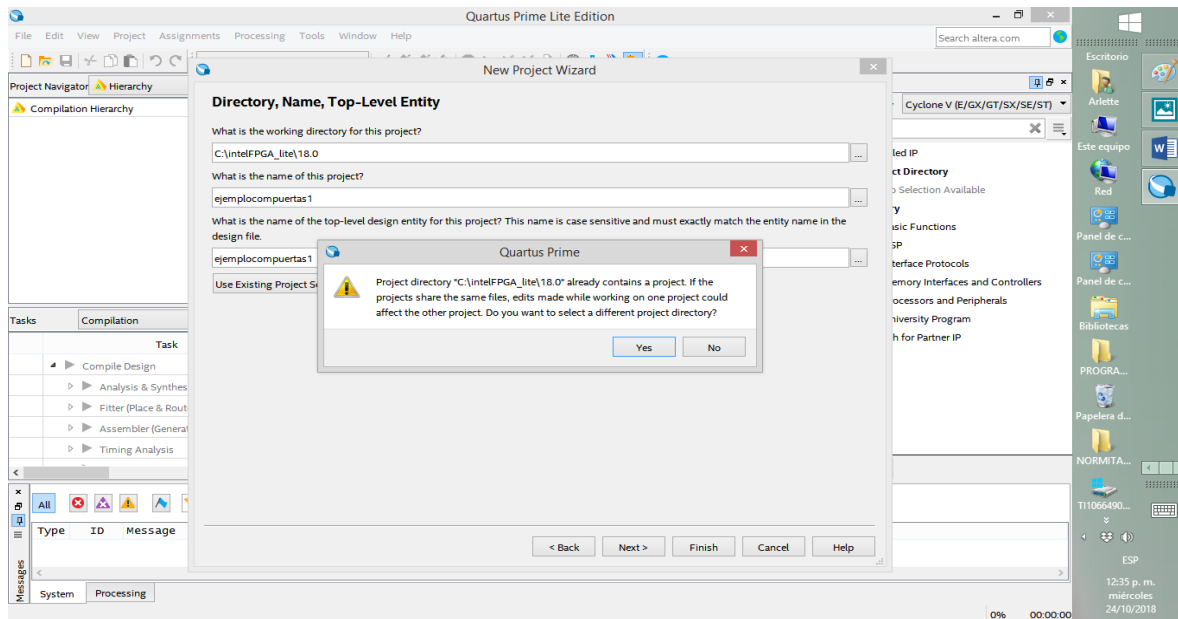 Quartus Prime Lite Edition
File Edit View Project Assignments Processing Tools Window Help
Search altera.com
Project Navigator Hierarchy
Compilation Hierarchy
New Project Wizard
Directory, Name, Top-Level Entity
What is the working directory for this project?
C:\intelFPGA_lite\18.0
...
What is the name of this project?
ejemplocompuertas1
...
What is the name of the top-level design entity for this project? This name is case sensitive and must exactly match the entity name in the
design file.
ejemplocompuertas1
...
Use Existing Project S
Quartus Prime
Project directory "C:\intelFPGA_lite\18.0" already contains a project. If the
projects share the same files, edits made while working on one project could
affect the other project. Do you want to select a different project directory?
Yes No
< Back Next > Finish Cancel Help
Cyclone V (E/GX/GT/SX/SE/ST)
led IP
ct Directory
Selection Available
y
sic Functions
SP
terface Protocols
emory Interfaces and Controllers
ocessors and Peripherals
niversity Program
h for Partner IP
Tasks Compilation
Task
Compile Design
Analysis & Synthes
Fitter (Place & Rout
Assembler (Genera
Timing Analysis
All
Type ID Message
Messages
System Processing
0% 00:00:00
Escritorio
Arlette
Este equipo
Red
Panel de c...
Panel de c...
Bibliotecas
PROGRA...
Papelera d...
NORMITA...
TI1066490...
W
ESP
12:35 p. m.
miércoles
24/10/2018